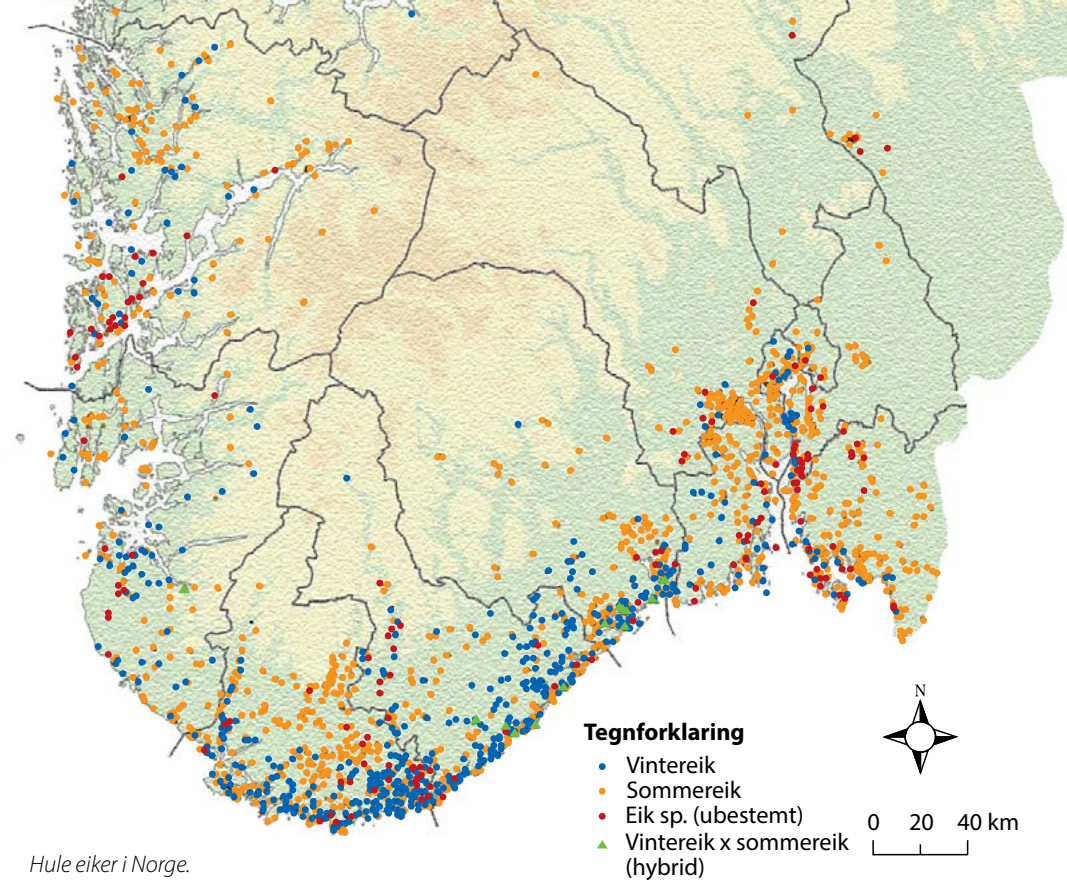 N
Tegnforklaring
Vintereik
Sommereik
Eik sp. (ubestemt)
Vintereik x sommereik
(hybrid)
0 20 40 km
Hule eiker i Norge.